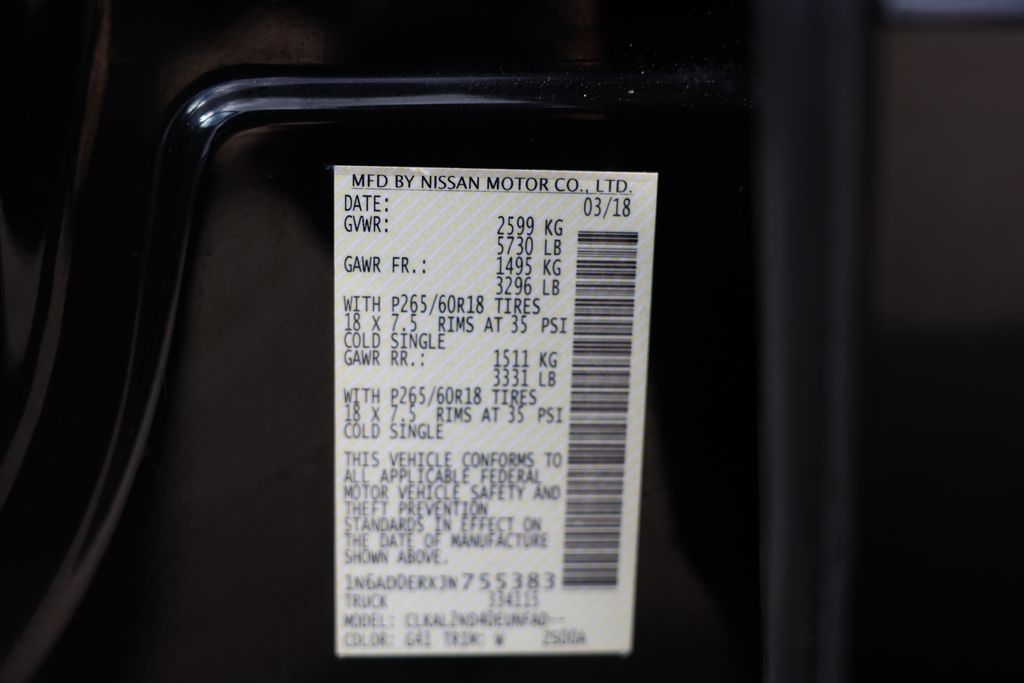 MFD BY NISSAN MOTOR CO., LTD.
DATE: 03/18
GVWR: 2599 KG
5730 LB
GAWR FR.: 1495 KG
3296 LB
WITH P265/60R18 TIRES
18 X 7.5 RIMS AT 35 PSI
COLD SINGLE
GAWR RR.: 1511 KG
3331 LB
WITH P265/60R18 TIRES
18 X 7.5 RIMS AT 35 PSI
COLD SINGLE
THIS VEHICLE CONFORMS TO
ALL APPLICABLE FEDERAL
MOTOR VEHICLE SAFETY AND
THEFT PREVENTION
STANDARDS IN EFFECT ON
THE DATE OF MANUFACTURE
SHOWN ABOVE.
1N6AD0ERXJN755383
TRUCK 334115
MODEL:
COLOR: G41 TRIM: W